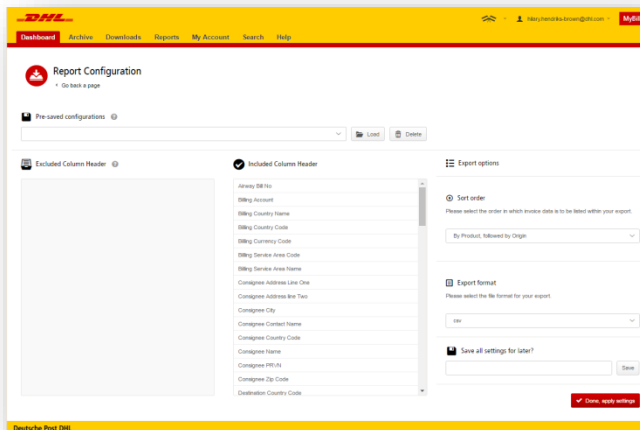 DHL
hilary.hendriks-brown@dhl.com
MyBill
Dashboard Archive Downloads Reports My Account Search Help
Report Configuration
Go back a page
Pre-saved configurations
Load Delete
Excluded Column Header
Included Column Header
Export options
Airway Bill No
Billing Account
Billing Country Name
Billing Country Code
Billing Currency Code
Billing Service Area Code
Billing Service Area Name
Consignee Address Line One
Consignee Address line Two
Consignee City
Consignee Contact Name
Consignee Country Code
Consignee Name
Consignee PRVN
Consignee Zip Code
Destination Country Code
Sort order
Please select the order in which invoice data is to be listed within your export.
By Product, followed by Origin
Export format
Please select the file format for your export.
csv
Save all settings for later?
Save
Done, apply settings
Deutsche Post DHL